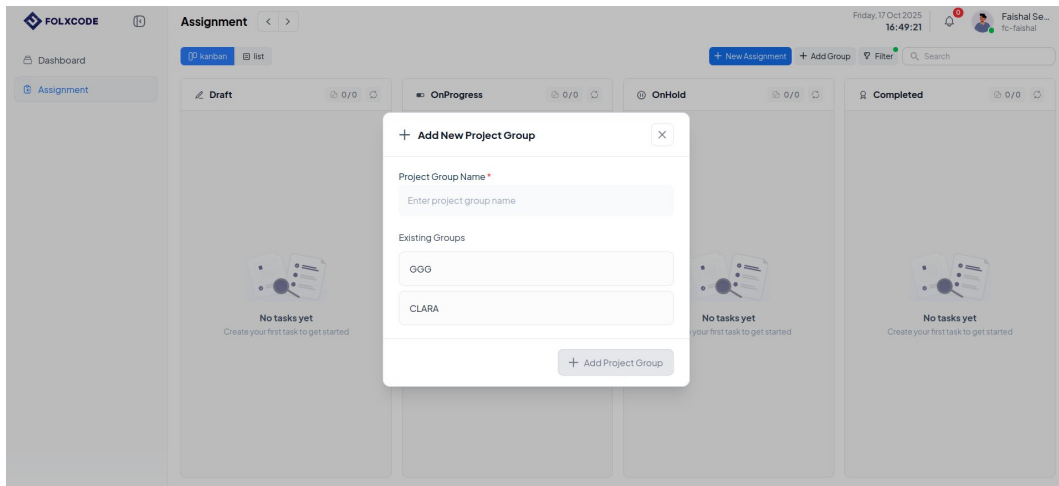 FOLXCODE
Assignment
Friday, 17 Oct 2025
16:49:21
0
Faishal Se...
fc-faishal
Dashboard
Assignment
kanban
list
+ New Assignment
+ Add Group
Filter
Search
Draft
0/0
OnProgress
0/0
OnHold
0/0
Completed
0/0
+ Add New Project Group
Project Group Name *
Enter project group name
Existing Groups
GGG
CLARA
+ Add Project Group
No tasks yet
Create your first task to get started
No tasks yet
your first task to get started
No tasks yet
Create your first task to get started